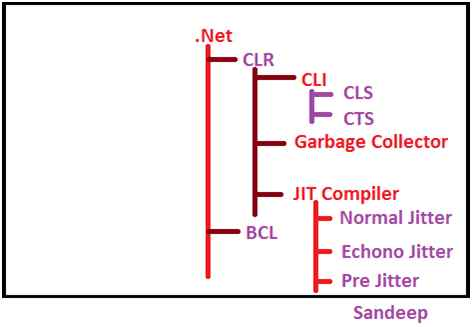 .Net
CLR
CLI
CLS
CTS
Garbage Collector
JIT Compiler
Normal Jitter
BCL
Echono Jitter
Pre Jitter
Sandeep